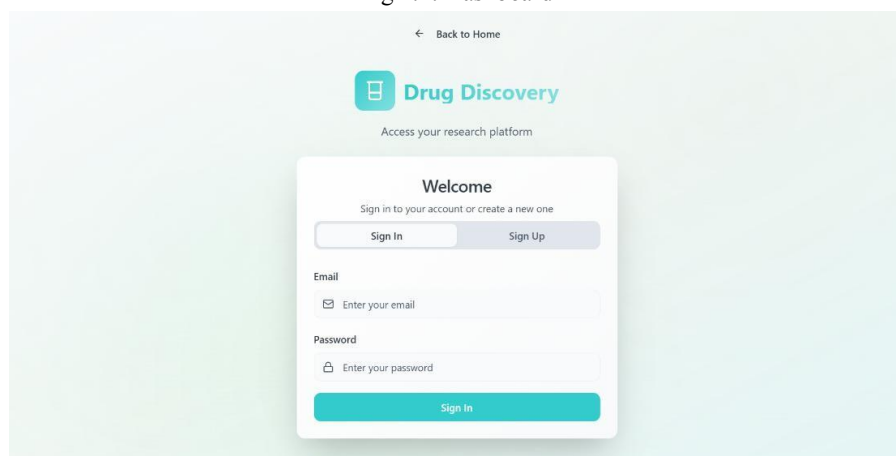 Back to Home
Drug Discovery
Access your research platform
Welcome
Sign in to your account or create a new one
Sign In Sign Up
Email
Enter your email
Password
Enter your password
Sign In